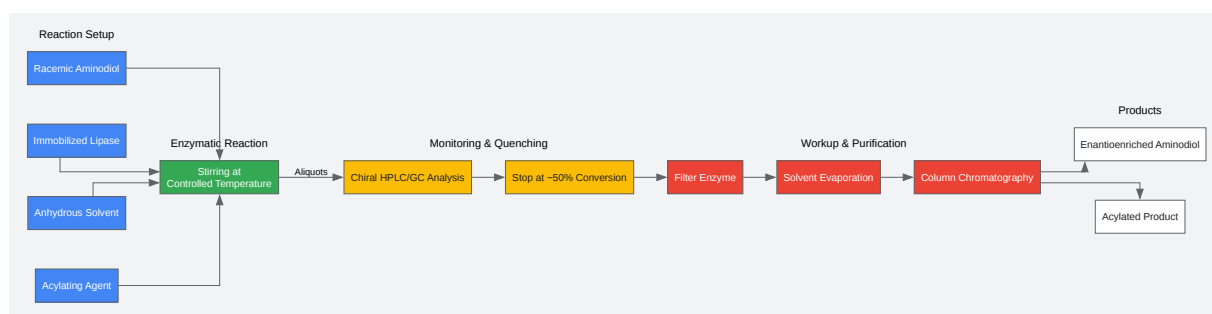 Reaction Setup
Racemic Aminodiol
Immobilized Lipase
Anhydrous Solvent
Acylating Agent
Enzymatic Reaction
Stirring at
Controlled Temperature
Aliquots
Monitoring & Quenching
Chiral HPLC/GC Analysis
Stop at ~50% Conversion
Workup & Purification
Filter Enzyme
Solvent Evaporation
Column Chromatography
Products
Enantioenriched Aminodiol
Acylated Product